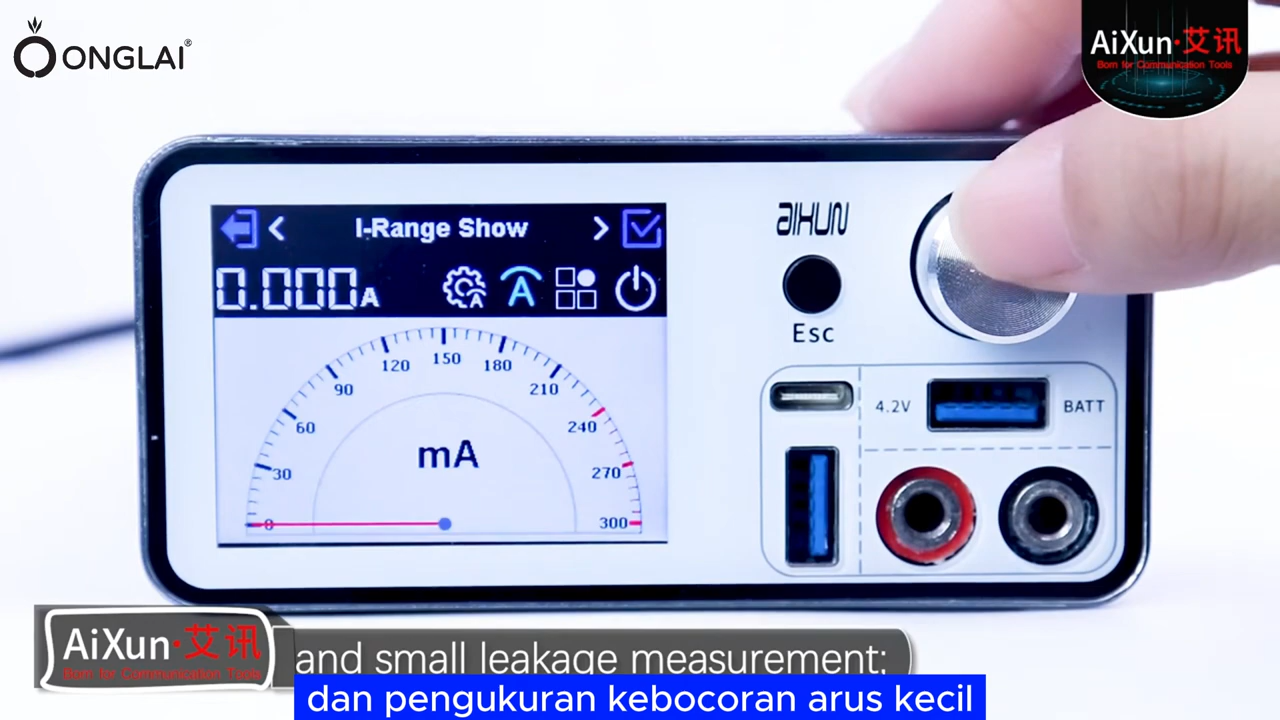 ONGLAI®
AiXun·艾讯
Born for Communication Tools
I-Range Show
0.000A
A
A
mA
0
30
60
90
120
150
180
210
240
270
300
AIXUN
Esc
4.2V
BATT
AiXun·艾讯
Born for Communication Tools
and small leakage measurement;
dan pengukuran kebocoran arus kecil